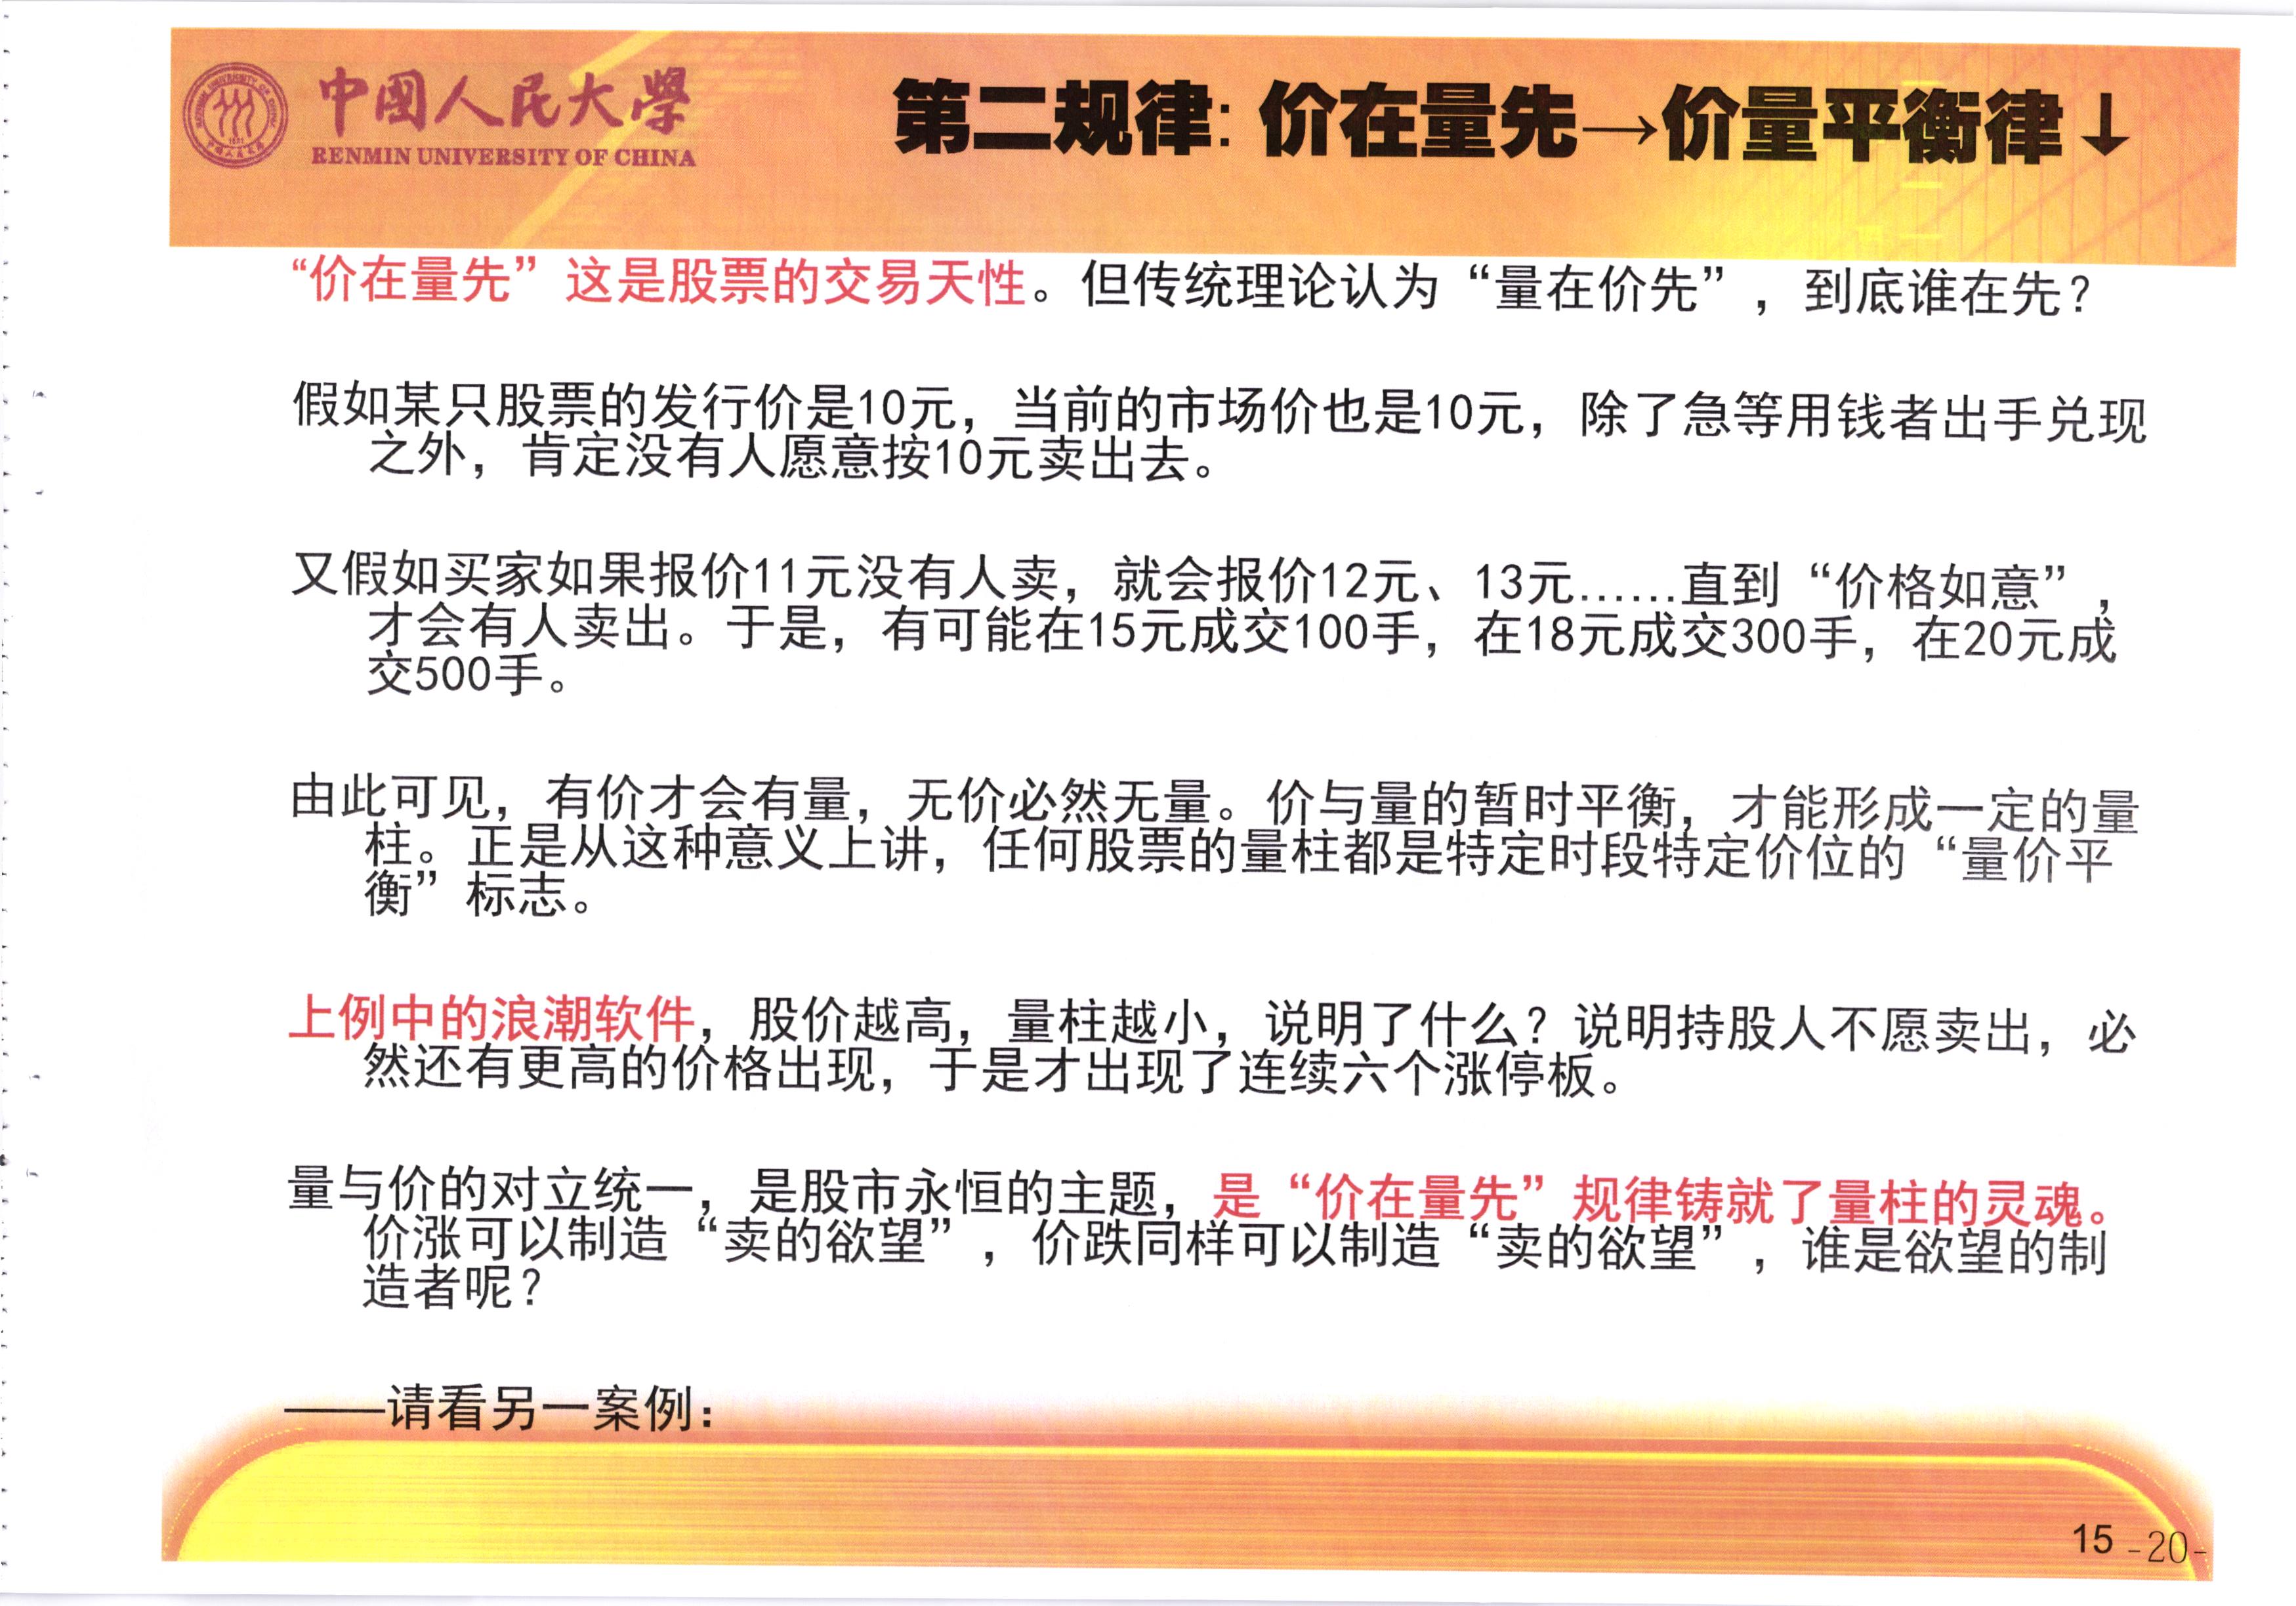 中國人民大學
RENMIN UNIVERSITY OF CHINA
第二规律：价在量先→价量平衡律↓
“价在量先”这是股票的交易天性。但传统理论认为“量在价先”，到底谁在先？
假如某只股票的发行价是10元，当前的市场价也是10元，除了急等用钱者出手兑现
之外，肯定没有人愿意按10元卖出去。
又假如买家如果报价11元没有人卖，就会报价12元、13元……直到“价格如意”，
才会有人卖出。于是，有可能在15元成交100手，在18元成交300手，在20元成
交500手。
由此可见，有价才会有量，无价必然无量。价与量的暂时平衡，才能形成一定的量
柱。正是从这种意义上讲，任何股票的量柱都是特定时段特定价位的“量价平
衡”标志。
上例中的浪潮软件，股价越高，量柱越小，说明了什么？说明持股人不愿卖出，必
然还有更高的价格出现，于是才出现了连续六个涨停板。
量与价的对立统一，是股市永恒的主题，是“价在量先”规律铸就了量柱的灵魂。
价涨可以制造“卖的欲望”，价跌同样可以制造“卖的欲望”，谁是欲望的制
造者呢？
——请看另一案例：
15 -20-